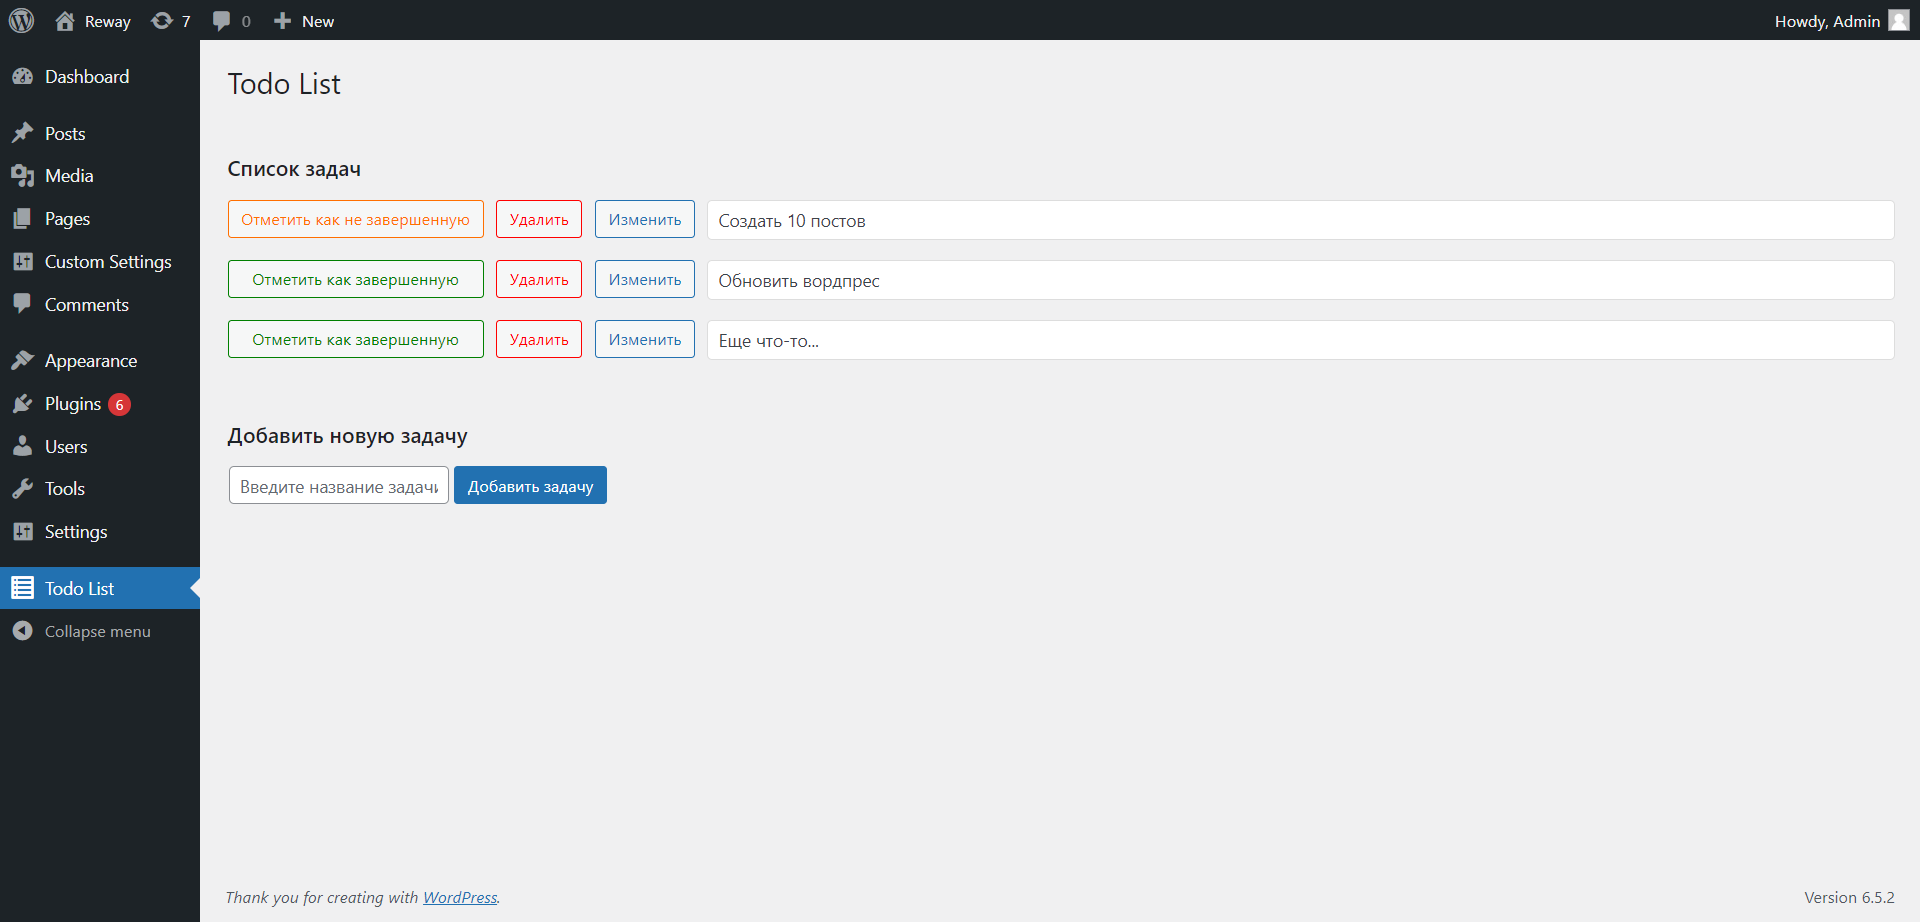 Reway 7 0 New Howdy, Admin
Dashboard
Posts
Media
Pages
Custom Settings
Comments
Appearance
Plugins 6
Users
Tools
Settings
Todo List
Collapse menu
Todo List
Список задач
Отметить как не завершенную Удалить Изменить Создать 10 постов
Отметить как завершенную Удалить Изменить Обновить вордпрес
Отметить как завершенную Удалить Изменить Еще что-то...
Добавить новую задачу
Введите название задачи Добавить задачу
Thank you for creating with WordPress. Version 6.5.2